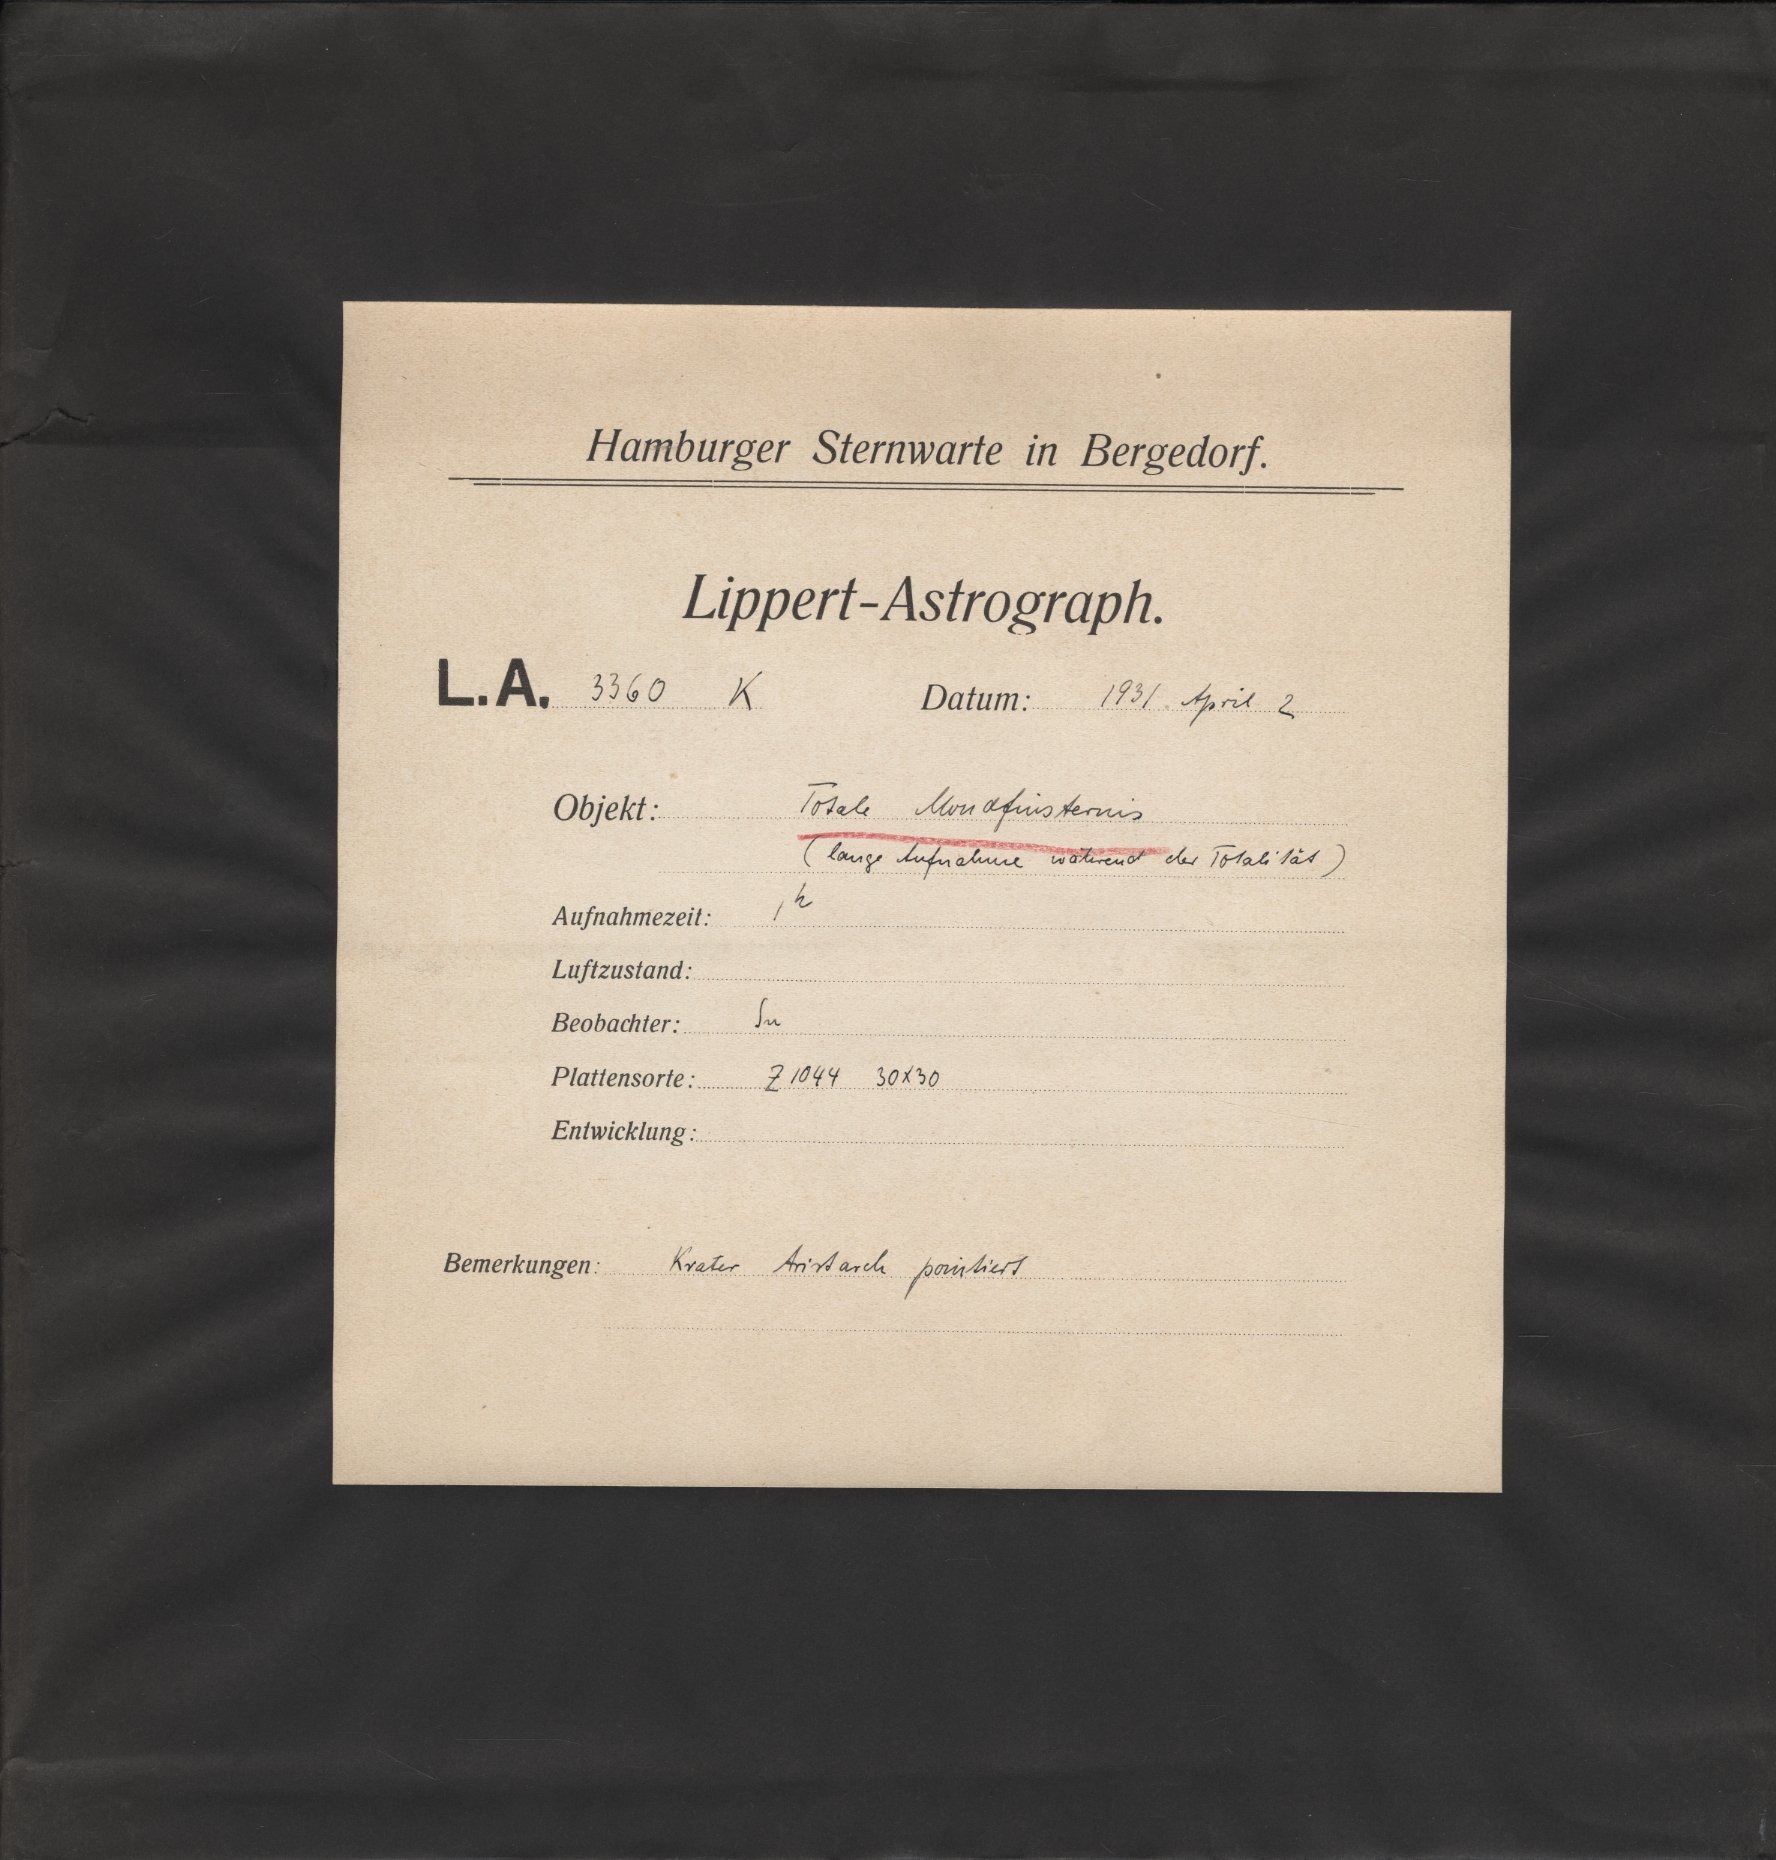 Hamburger Sternwarte in Bergedorf.
Lippert-Astrograph.
L.A. 3360 K Datum: 1931 April 2
Objekt: Totale Mondfinsternis
(lange Aufnahme während der Totalität)
Aufnahmezeit: 1h
Luftzustand:
Beobachter:
Plattensorte: Z 1044 30x30
Entwicklung:
Bemerkungen: Krater Aristarch pointiert